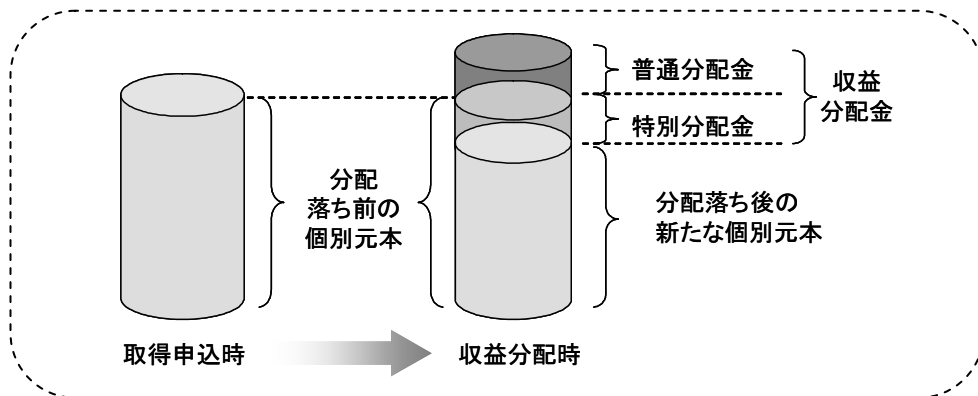 普通分配金
特別分配金
収益
分配金
分配
落ち前の
個別元本
分配落ち後の
新たな個別元本
取得申込時
収益分配時